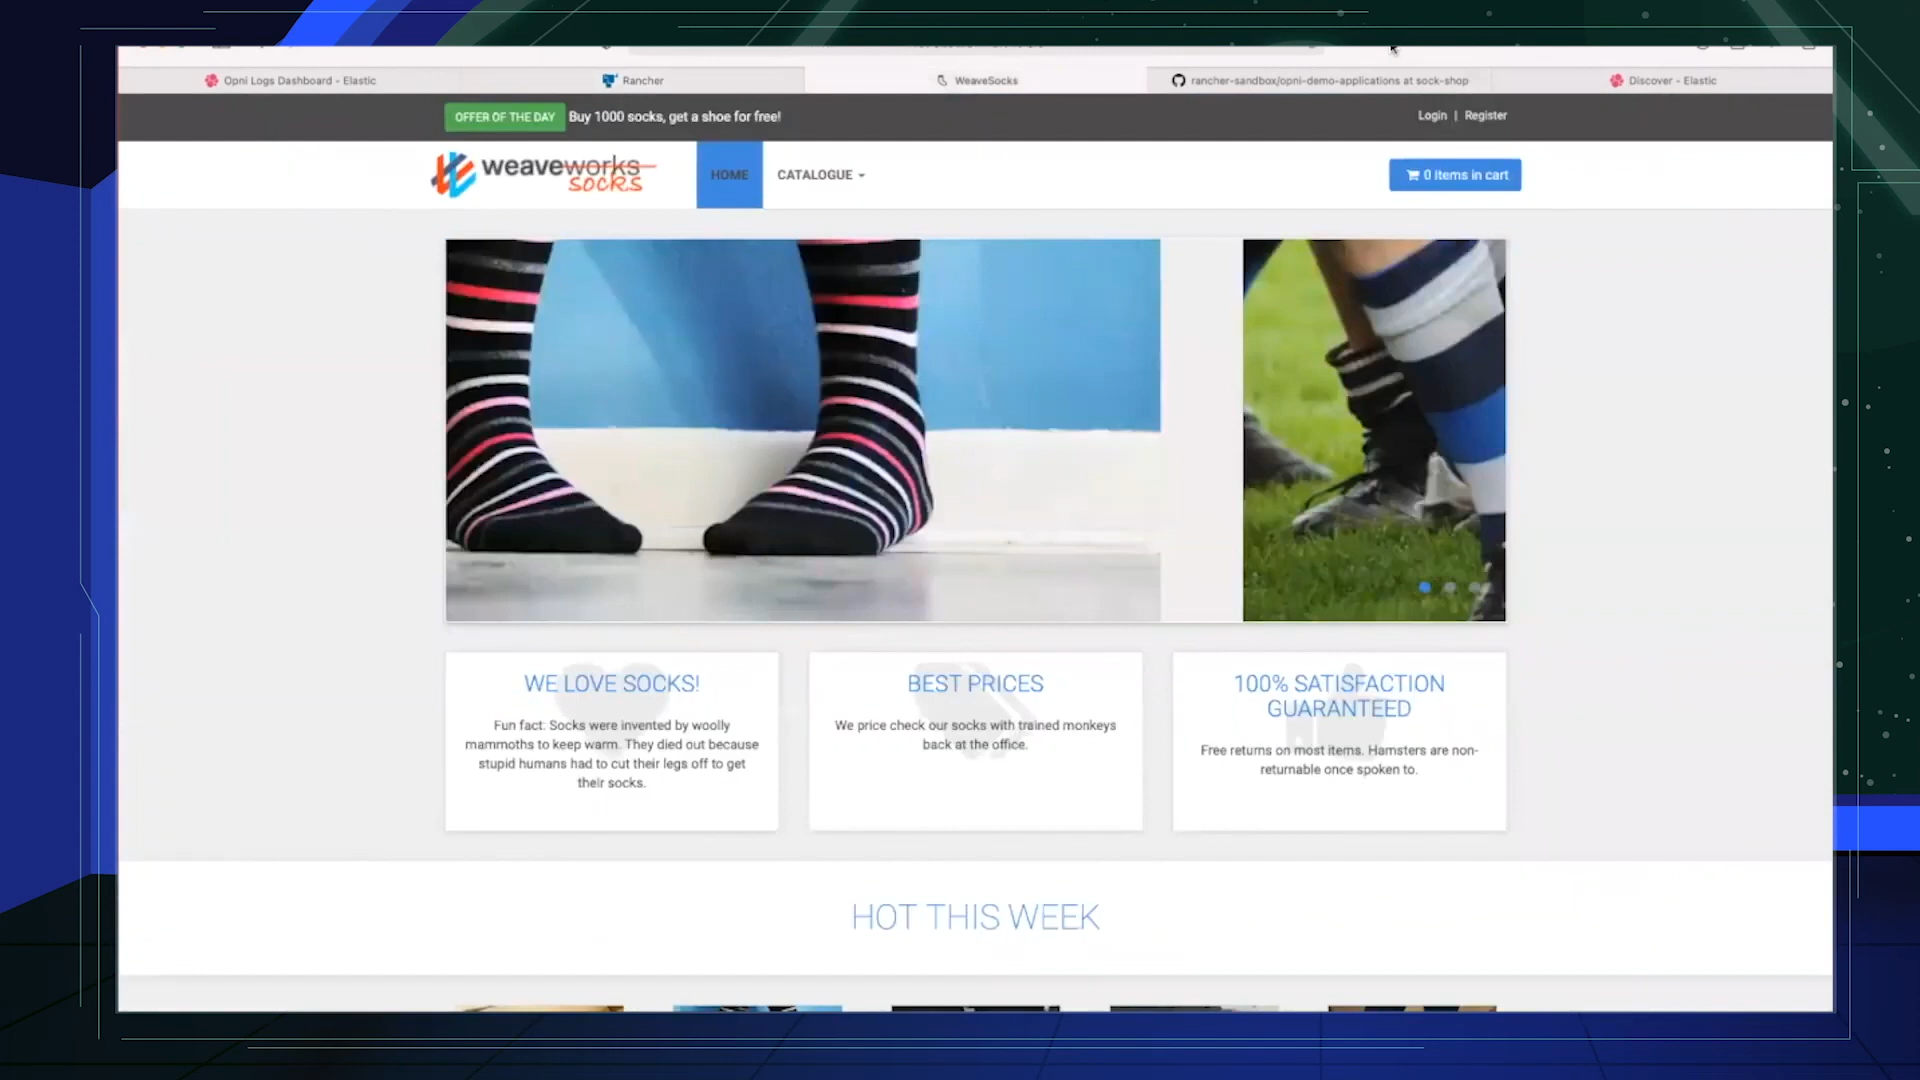 Opni Logs Dashboard - Elastic
Rancher
WeaveSocks
rancher-sandbox/opni-demo-applications at sock-shop
Discover - Elastic
OFFER OF THE DAY Buy 1000 socks, get a shoe for free!
Login | Register
weaveworks
socks
HOME
CATALOGUE
0 items in cart
WE LOVE SOCKS!
Fun fact: Socks were invented by woolly
mammoths to keep warm. They died out because
stupid humans had to cut their legs off to get
their socks.
BEST PRICES
We price check our socks with trained monkeys
back at the office.
100% SATISFACTION
GUARANTEED
Free returns on most items. Hamsters are non-
returnable once spoken to.
HOT THIS WEEK